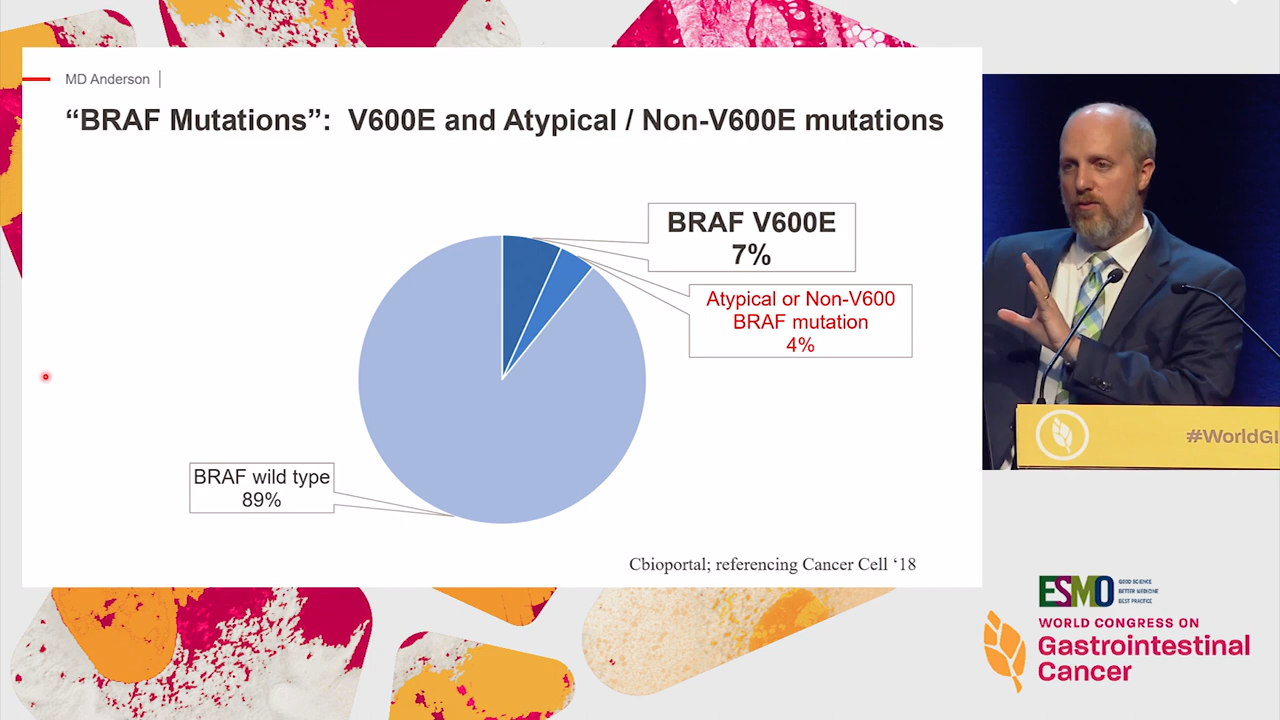 MD Anderson
“BRAF Mutations”: V600E and Atypical / Non-V600E mutations
BRAF V600E
7%
Atypical or Non-V600
BRAF mutation
4%
BRAF wild type
89%
Cbioportal; referencing Cancer Cell ‘18
#WorldGI
ESMO
GOOD SCIENCE
BETTER MEDICINE
BEST PRACTICE
WORLD CONGRESS ON
Gastrointestinal
Cancer